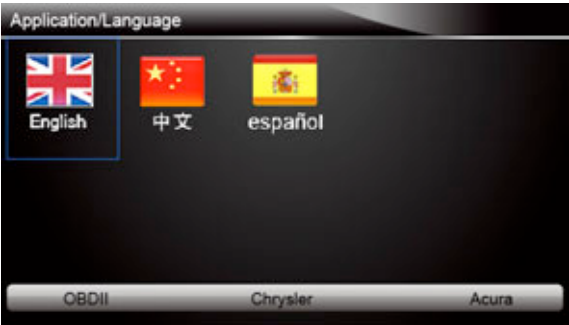 Application/Language
English 中文 español
OBDII Chrysler Acura